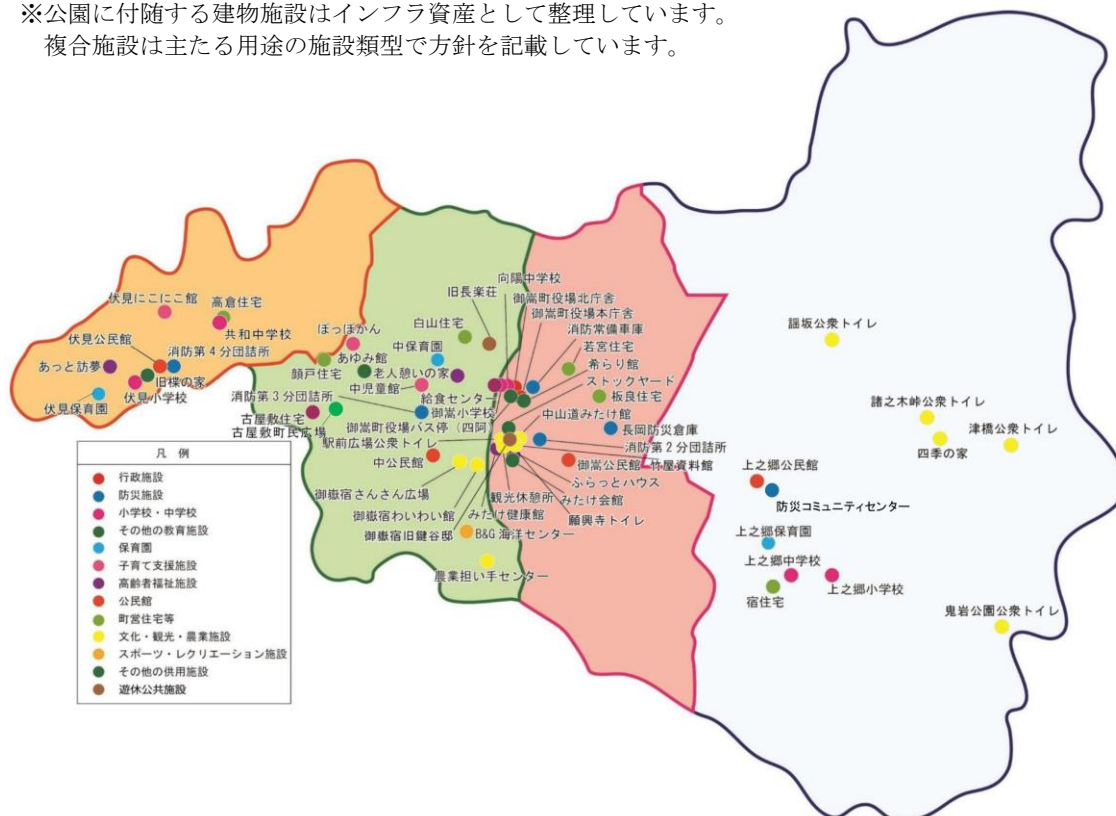 ※公園に付随する建物施設はインフラ資産として整理しています。
複合施設は主たる用途の施設類型で方針を記載しています。
伏見にこにこ館
高倉住宅
共和中学校
伏見公民館
消防第4分団詰所
あっと訪夢
旧様の家
伏見小学校
伏見保育園
ぽっぽかん
顔戸住宅
あゆみ館
老人憩いの家
中保育園
白山住宅
旧長楽荘
中児童館
消防第3分団詰所
給食センター
御嵩小学校
古屋敷住宅
古屋敷町民広場
御嵩町役場バス停（四阿）
駅前広場公衆トイレ
中公民館
御嶽宿さんさん広場
御嶽宿わいわい館
御嶽宿旧鍵谷邸
みたけ健康館
観光休憩所
B&G海洋センター
農業担い手センター
向陽中学校
御嵩町役場北庁舎
御嵩町役場本庁舎
消防常備車庫
若宮住宅
希らり館
ストックヤード
板良住宅
中山道みたけ館
長岡防災倉庫
消防第2分団詰所
御嵩公民館
竹屋資料館
ふらっとハウス
みたけ会館
願興寺トイレ
謡坂公衆トイレ
諸之木峠公衆トイレ
津橋公衆トイレ
四季の家
上之郷公民館
防災コミュニティセンター
上之郷保育園
上之郷中学校
上之郷小学校
宿住宅
鬼岩公園公衆トイレ
凡 例
行政施設
防災施設
小学校・中学校
その他の教育施設
保育園
子育て支援施設
高齢者福祉施設
公民館
町営住宅等
文化・観光・農業施設
スポーツ・レクリエーション施設
その他の供用施設
遊休公共施設